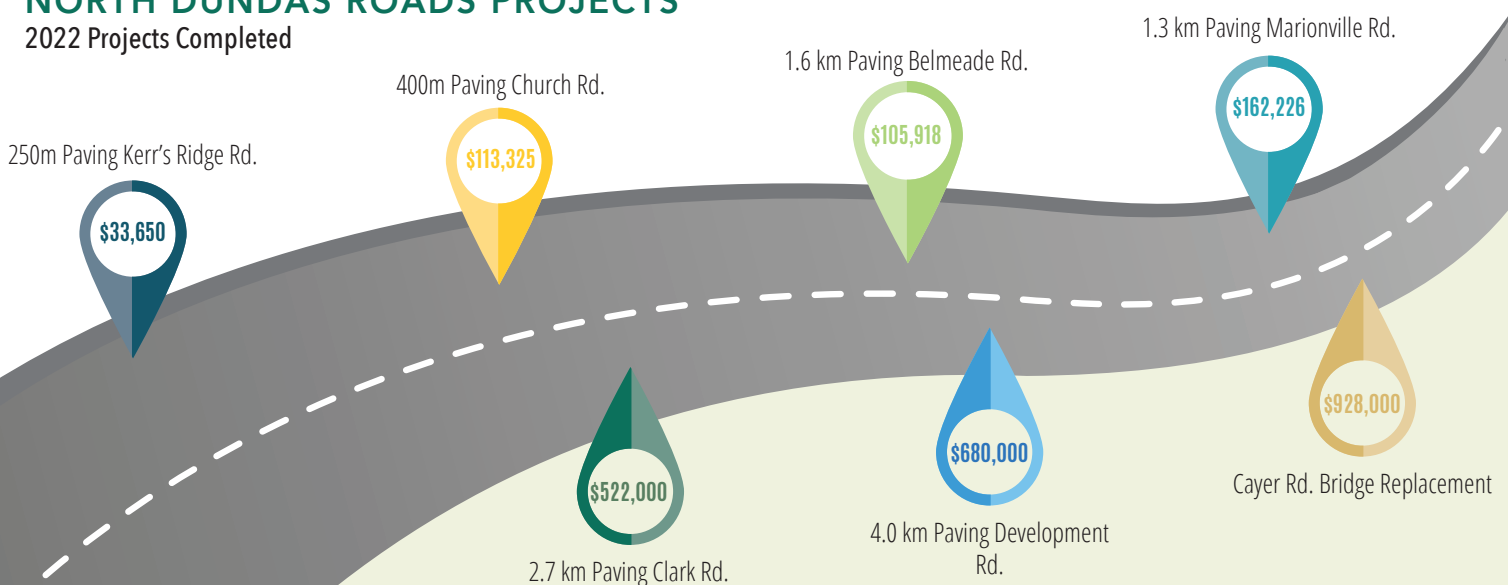 NORTH DUNDAS ROADS PROJECTS
2022 Projects Completed
1.3 km Paving Marionville Rd.
$162,226
1.6 km Paving Belmeade Rd.
$105,918
400m Paving Church Rd.
$113,325
250m Paving Kerr's Ridge Rd.
$33,650
$522,000
2.7 km Paving Clark Rd.
$680,000
4.0 km Paving Development
Rd.
$928,000
Cayer Rd. Bridge Replacement